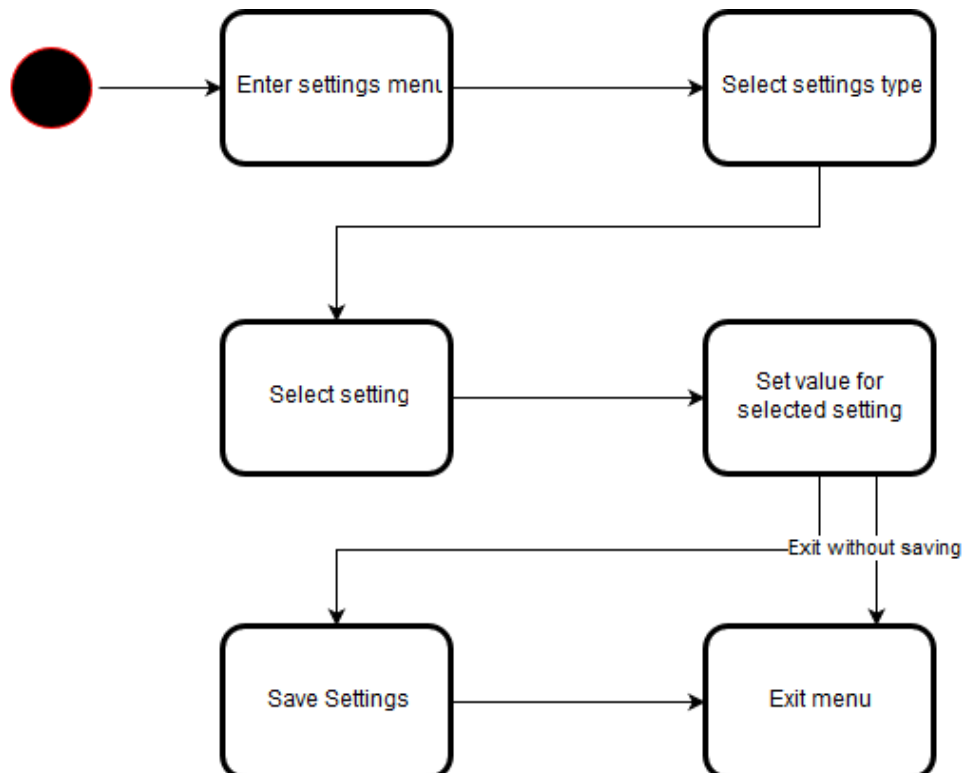 Enter settings menu
Select settings type
Select setting
Set value for
selected setting
Exit without saving
Save Settings
Exit menu